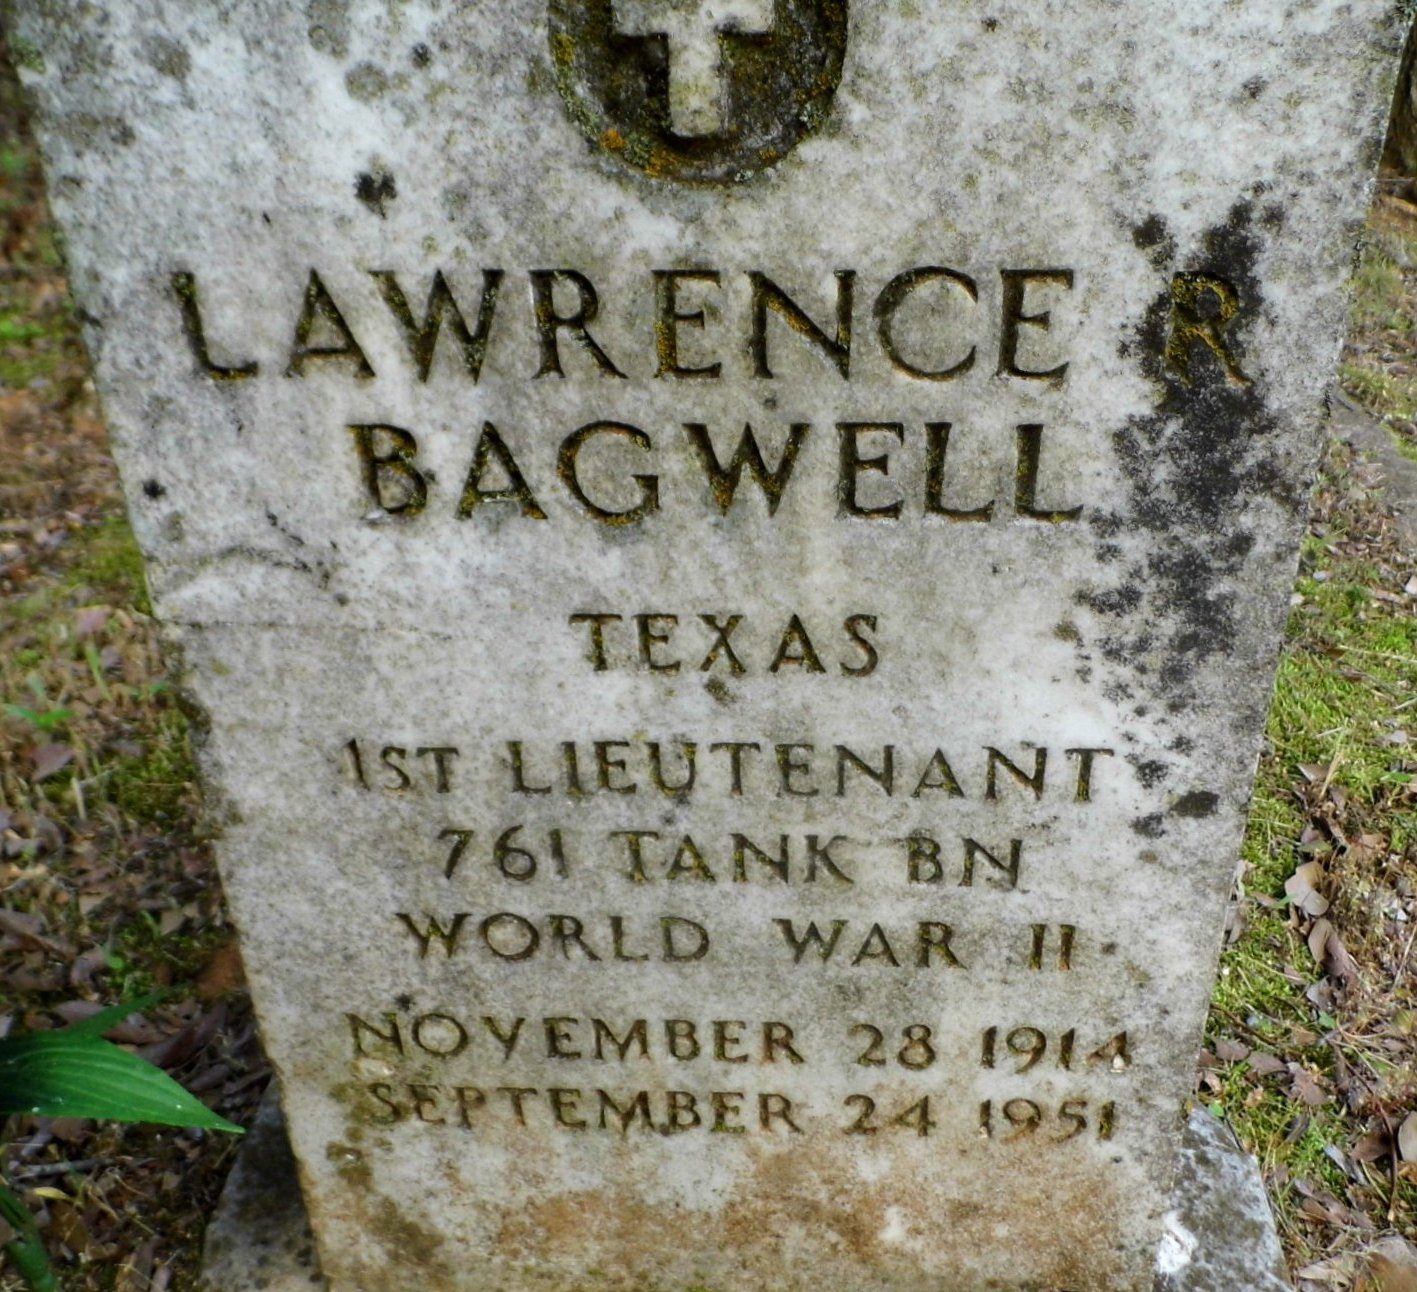 LAWRENCE R
BAGWELL
TEXAS
1ST LIEUTENANT
761 TANK BN
WORLD WAR II
NOVEMBER 28 1914
SEPTEMBER 24 1951